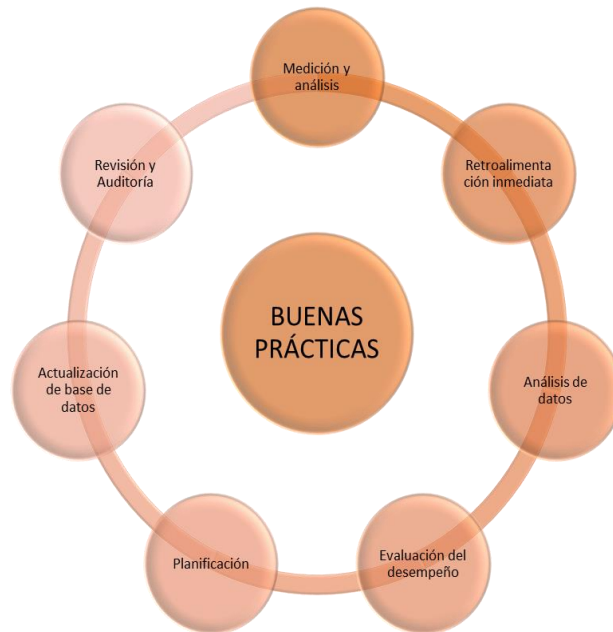 Medición y
análisis
Retroalimenta
ción inmediata
Análisis de
datos
Evaluación del
desempeño
Planificación
Actualización
de base de
datos
Revisión y
Auditoría
BUENAS
PRÁCTICAS